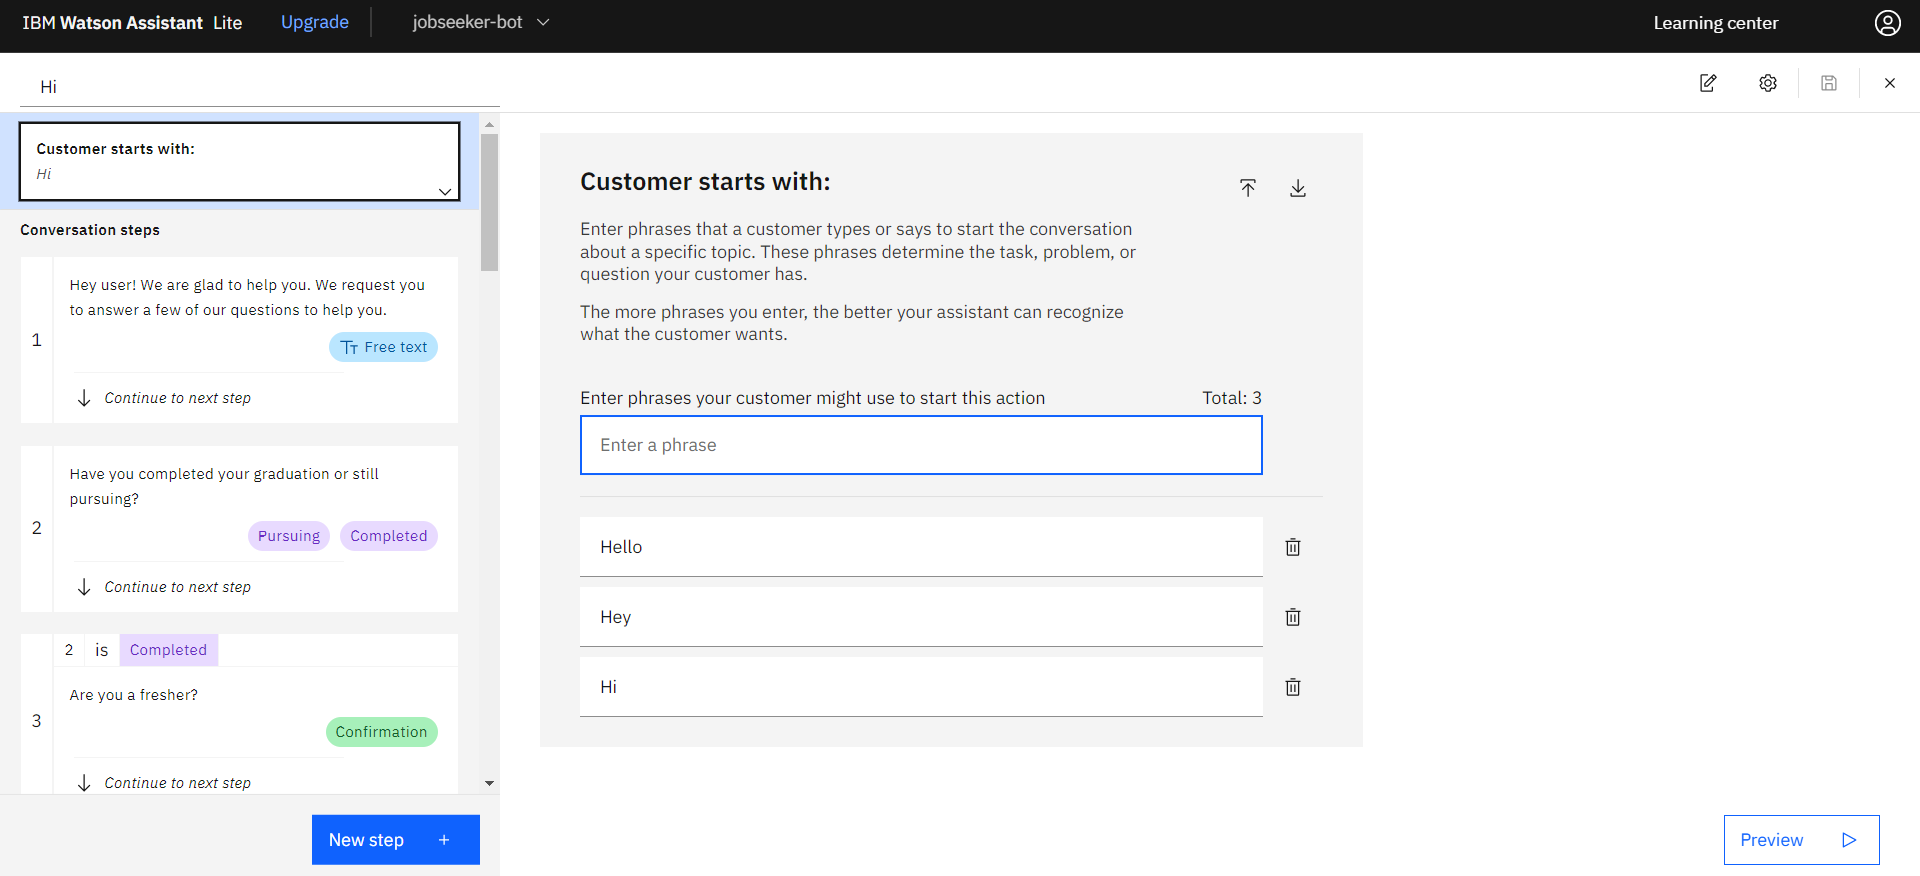 IBM Watson Assistant Lite Upgrade jobseeker-bot Learning center
Hi
Customer starts with:
Hi
Conversation steps
1
Hey user! We are glad to help you. We request you
to answer a few of our questions to help you.
Free text
Continue to next step
2
Have you completed your graduation or still
pursuing?
Pursuing Completed
Continue to next step
2 is Completed
3
Are you a fresher?
Confirmation
Continue to next step
New step +
Customer starts with:
Enter phrases that a customer types or says to start the conversation
about a specific topic. These phrases determine the task, problem, or
question your customer has.
The more phrases you enter, the better your assistant can recognize
what the customer wants.
Enter phrases your customer might use to start this action Total: 3
Enter a phrase
Hello
Hey
Hi
Preview